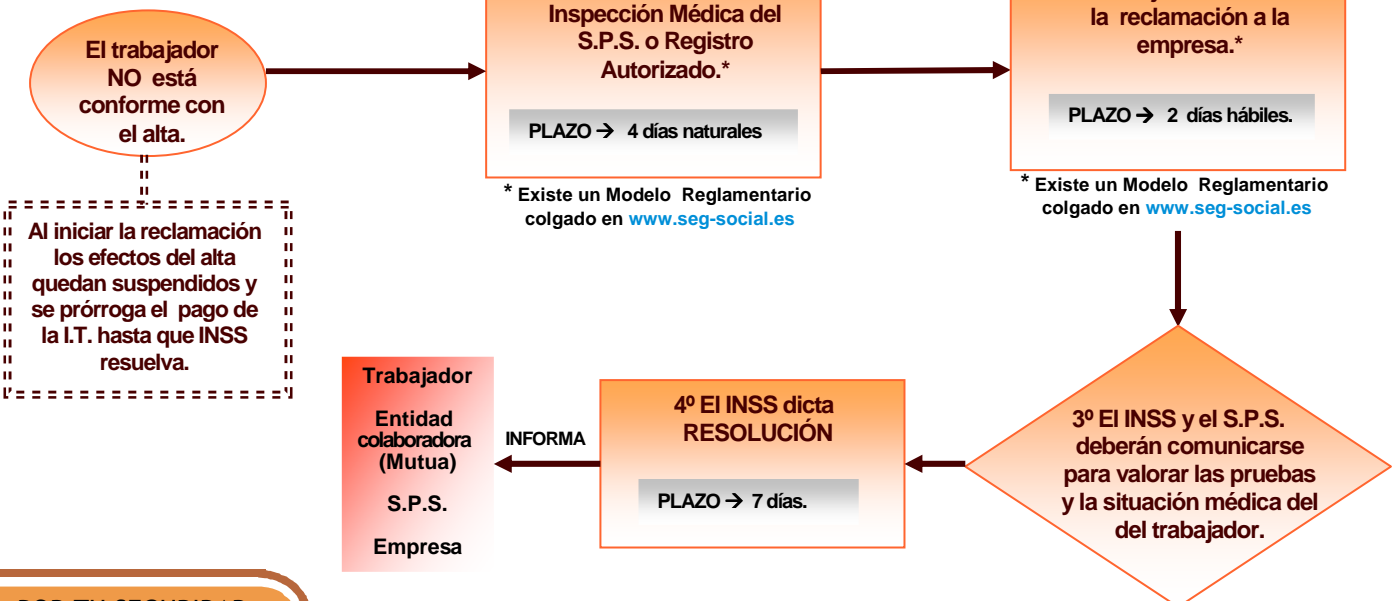 El trabajador
NO está
conforme con
el alta.
Al iniciar la reclamación
los efectos del alta
quedan suspendidos y
se prórroga el pago de
la I.T. hasta que INSS
resuelva.
Inspección Médica del
S.P.S. o Registro
Autorizado.*
PLAZO → 4 días naturales
* Existe un Modelo Reglamentario
colgado en www.seg-social.es
la reclamación a la
empresa.*
PLAZO → 2 días hábiles.
* Existe un Modelo Reglamentario
colgado en www.seg-social.es
3º El INSS y el S.P.S.
deberán comunicarse
para valorar las pruebas
y la situación médica del
del trabajador.
4º El INSS dicta
RESOLUCIÓN
PLAZO → 7 días.
INFORMA
Trabajador
Entidad
colaboradora
(Mutua)
S.P.S.
Empresa
POR TU SEGURIDAD